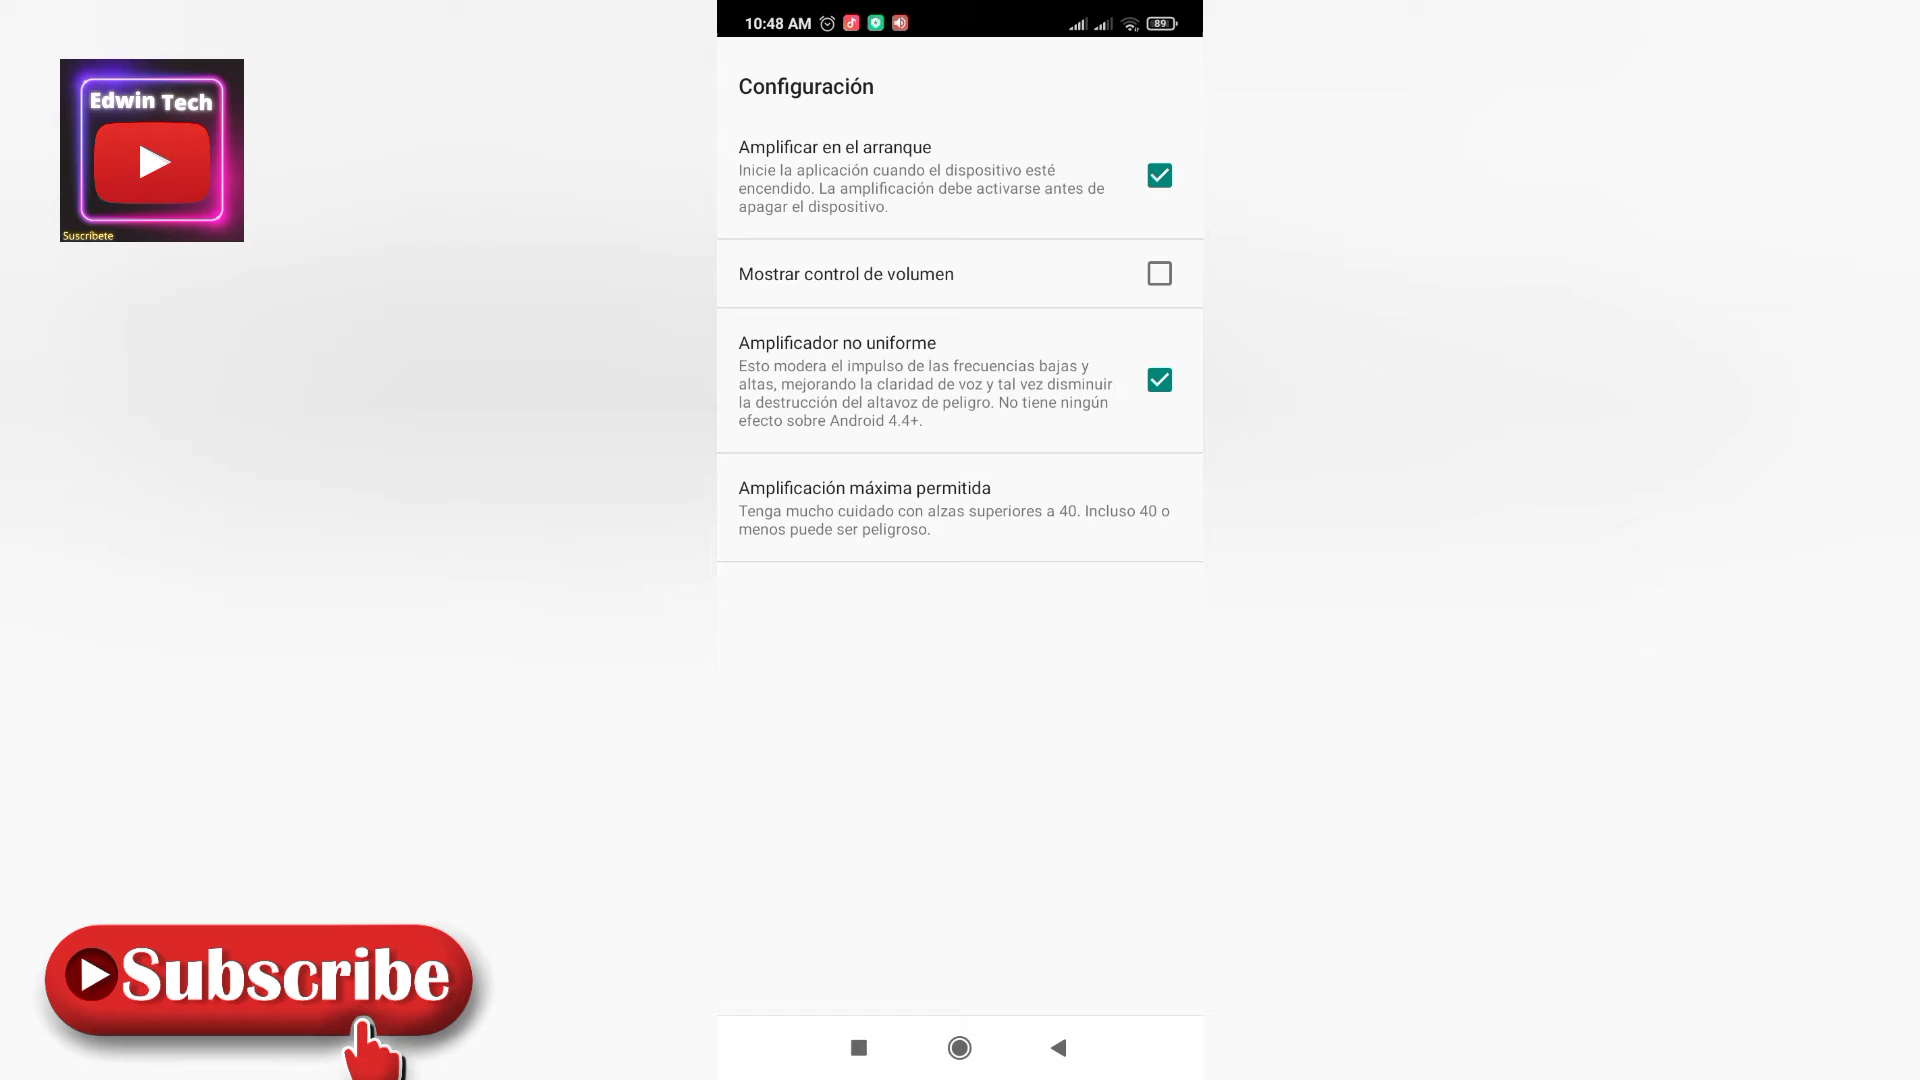 10:48 AM
89
Edwin Tech
Suscríbete
Configuración
Amplificar en el arranque
Inicie la aplicación cuando el dispositivo esté
encendido. La amplificación debe activarse antes de
apagar el dispositivo.
Mostrar control de volumen
Amplificador no uniforme
Esto modera el impulso de las frecuencias bajas y
altas, mejorando la claridad de voz y tal vez disminuir
la destrucción del altavoz de peligro. No tiene ningún
efecto sobre Android 4.4+.
Amplificación máxima permitida
Tenga mucho cuidado con alzas superiores a 40. Incluso 40 o
menos puede ser peligroso.
Subscribe